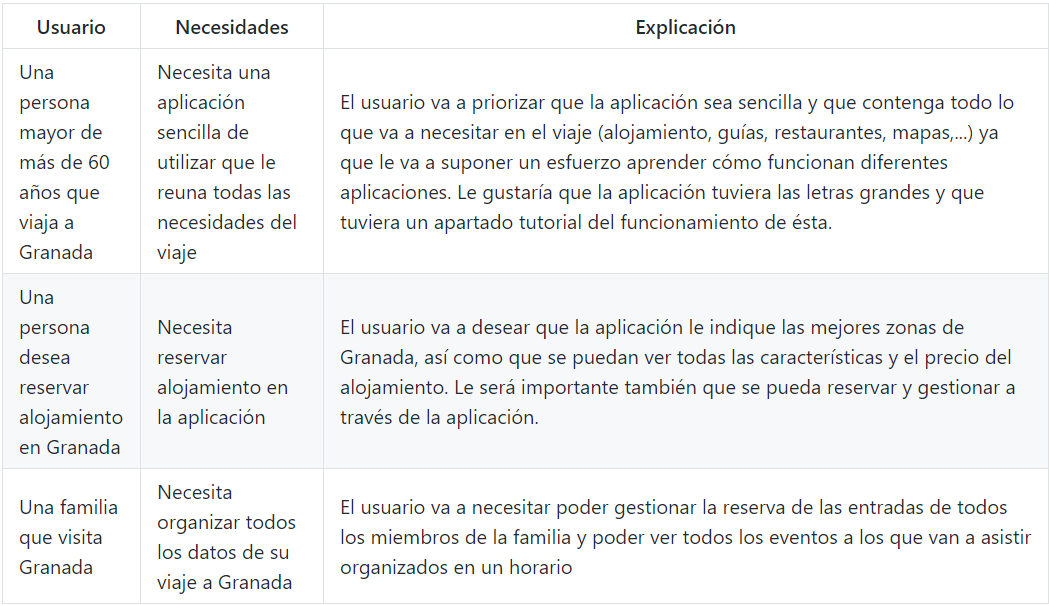 Usuario
Necesidades
Explicación
Una
persona
mayor de
más de 60
años que
viaja a
Granada
Necesita una
aplicación
sencilla de
utilizar que le
reuna todas las
necesidades del
viaje
El usuario va a priorizar que la aplicación sea sencilla y que contenga todo lo
que va a necesitar en el viaje (alojamiento, guías, restaurantes, mapas,...) ya
que le va a suponer un esfuerzo aprender cómo funcionan diferentes
aplicaciones. Le gustaría que la aplicación tuviera las letras grandes y que
tuviera un apartado tutorial del funcionamiento de ésta.
Una
persona
desea
reservar
alojamiento
en Granada
Necesita
reservar
alojamiento en
la aplicación
El usuario va a desear que la aplicación le indique las mejores zonas de
Granada, así como que se puedan ver todas las características y el precio del
alojamiento. Le será importante también que se pueda reservar y gestionar a
través de la aplicación.
Una familia
que visita
Granada
Necesita
organizar todos
los datos de su
viaje a Granada
El usuario va a necesitar poder gestionar la reserva de las entradas de todos
los miembros de la familia y poder ver todos los eventos a los que van a asistir
organizados en un horario